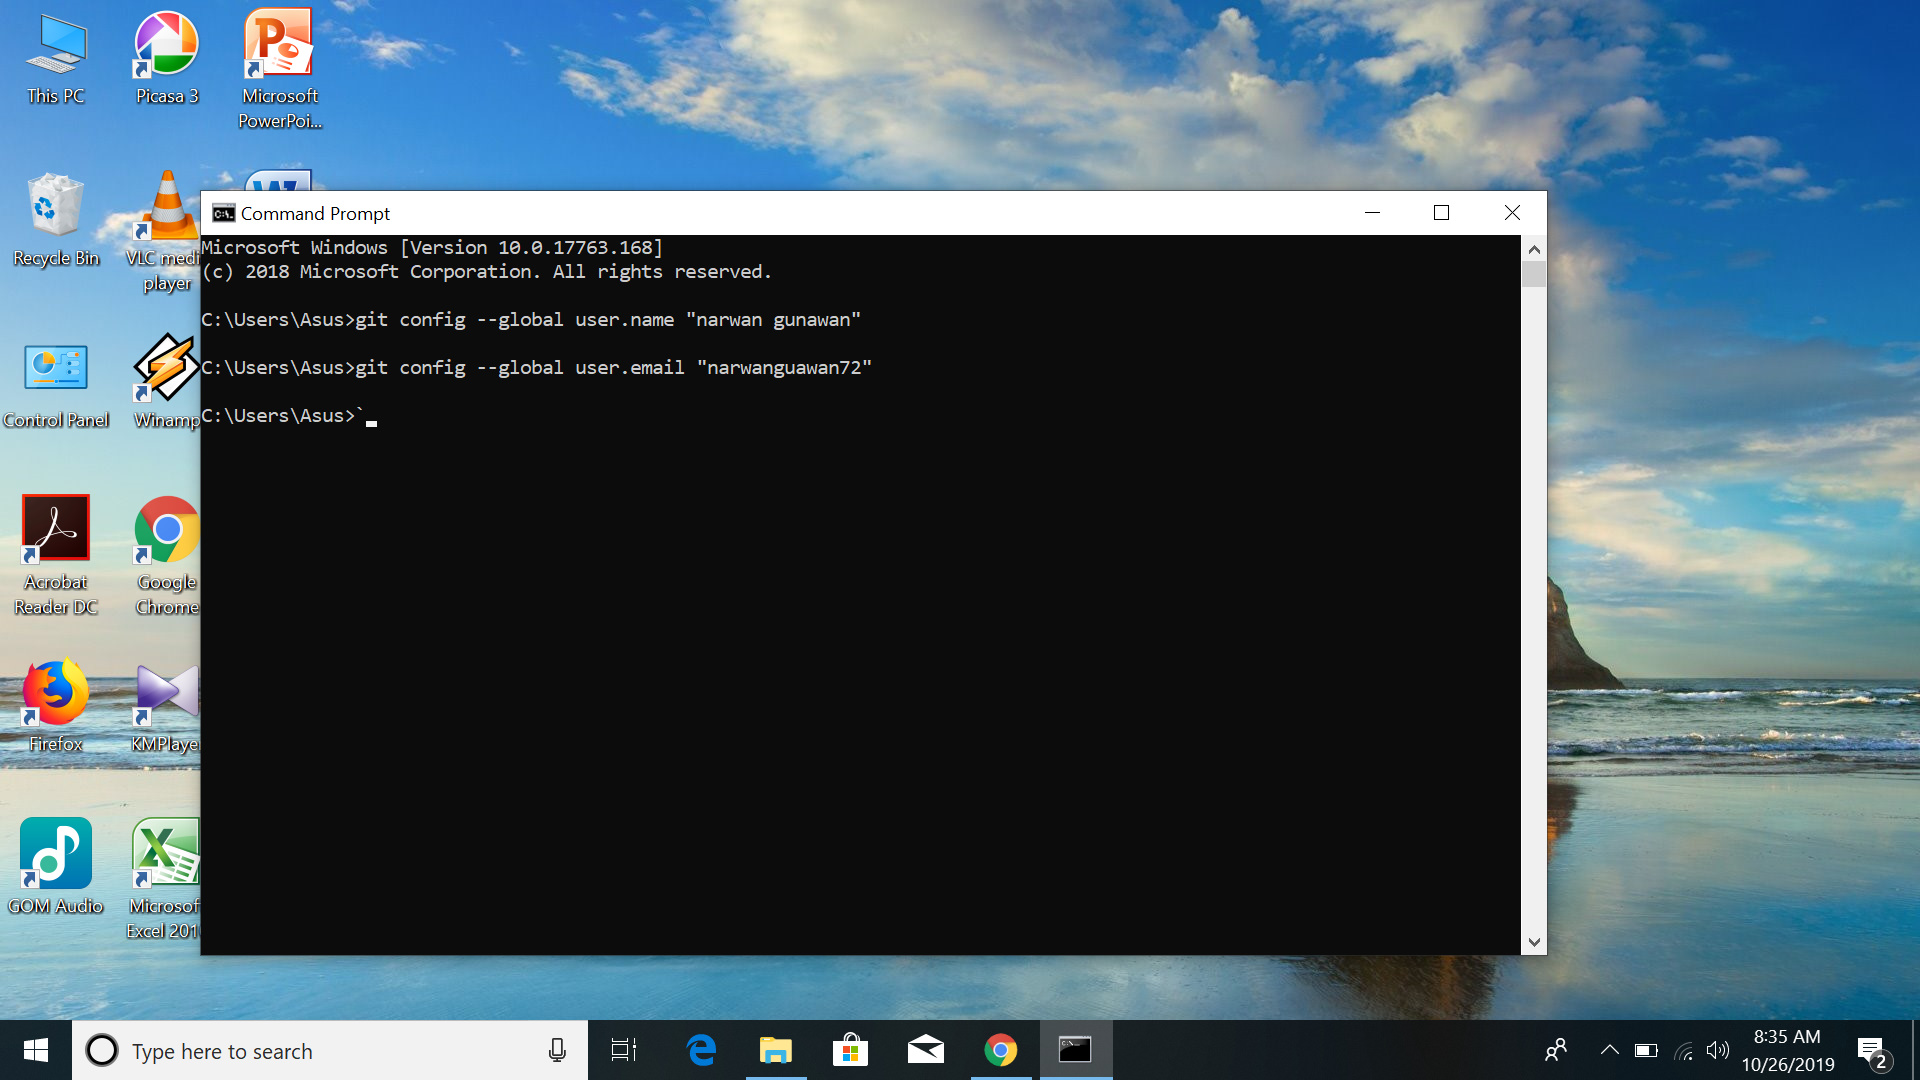 This PC
Picasa 3
Microsoft
PowerPoi...
Recycle Bin
VLC medi
player
Control Panel
Winamp
Acrobat
Reader DC
Google
Chrome
Firefox
KMPlaye
GOM Audio
Microsof
Excel 201
Command Prompt
Microsoft Windows [Version 10.0.17763.168]
(c) 2018 Microsoft Corporation. All rights reserved.
C:\Users\Asus>git config --global user.name "narwan gunawan"
C:\Users\Asus>git config --global user.email "narwanguawan72"
C:\Users\Asus>`
Type here to search
8:35 AM
10/26/2019
2